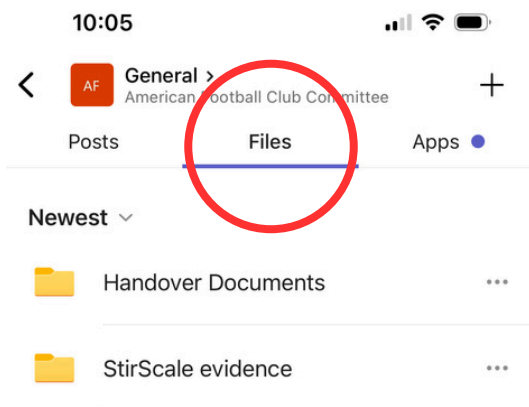 10:05
AF
General >
American Football Club Committee
Posts Files Apps
Newest
Handover Documents
StirScale evidence